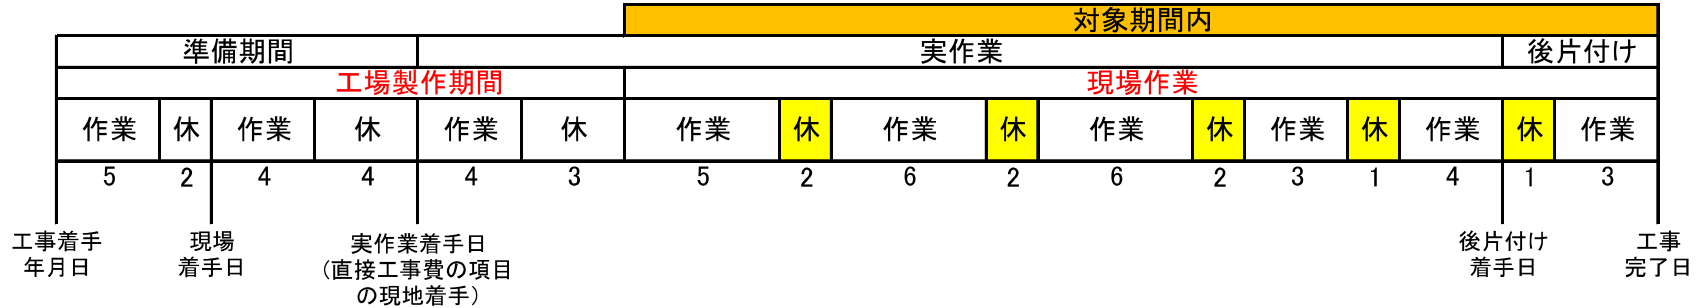 対象期間内
準備期間 実作業 後片付け
工場製作期間 現場作業
作業 休 作業 休 作業 休 作業 休 作業 休 作業 休 作業 休 作業 休 作業
5 2 4 4 4 3 5 2 6 2 6 2 3 1 4 1 3
工事着手
年月日
現場
着手日
実作業着手日
(直接工事費の項目
の現地着手)
後片付け
着手日
工事
完了日